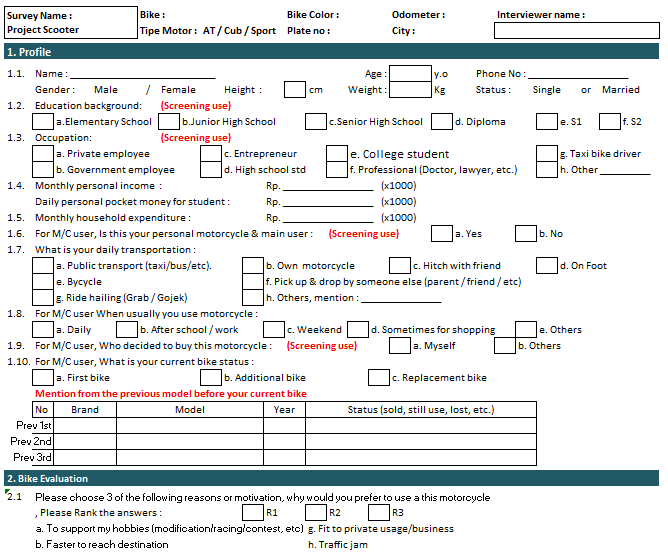 Survey Name : Bike : Bike Color : Odometer : Interviewer name :
Project Scooter Tipe Motor : AT / Cub / Sport Plate no : City :
1. Profile
1.1. Name : Age : y.o Phone No :
Gender : Male / Female Height : cm Weight : Kg Status : Single or Married
1.2. Education background: (Screening use)
a.Elementary School b.Junior High School c.Senior High School d. Diploma e. S1 f. S2
1.3. Occupation: (Screening use)
a. Private employee c. Entrepreneur e. College student g. Taxi bike driver
b. Government employee d. High school std f. Professional (Doctor, lawyer, etc.) h. Other
1.4. Monthly personal income : Rp. (x1000)
Daily personal pocket money for student : Rp. (x1000)
1.5. Monthly household expenditure : Rp. (x1000)
1.6. For M/C user, Is this your personal motorcycle & main user : (Screening use) a. Yes b. No
1.7. What is your daily transportation :
a. Public transport (taxi/bus/etc). b. Own motorcycle c. Hitch with friend d. On Foot
e. Bycycle f. Pick up & drop by someone else (parent / friend / etc)
g. Ride hailing (Grab / Gojek) h. Others, mention :
1.8. For M/C user When usually you use motorcycle :
a. Daily b. After school / work c. Weekend d. Sometimes for shopping e. Others
1.9. For M/C user, Who decided to buy this motorcycle : (Screening use) a. Myself b. Others
1.10. For M/C user, What is your current bike status :
a. First bike b. Additional bike c. Replacement bike
Mention from the previous model before your current bike
No Brand Model Year Status (sold, still use, lost, etc.)
Prev 1st
Prev 2nd
Prev 3rd
2. Bike Evaluation
2.1 Please choose 3 of the following reasons or motivation, why would you prefer to use a this motorcycle
, Please Rank the answers : R1 R2 R3
a. To support my hobbies (modification/racing/contest, etc) g. Fit to private usage/business
b. Faster to reach destination h. Traffic jam